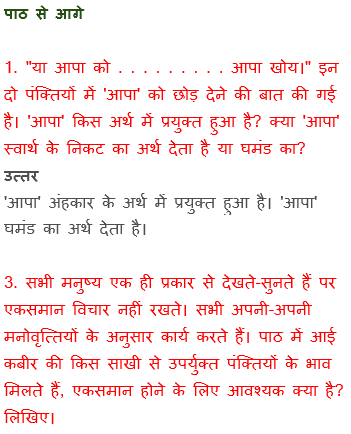 पाठ से आगे
1. "या आपा को . . . . . . . . . आपा खोय।" इन
दो पंक्तियों में 'आपा' को छोड़ देने की बात की गई
है। 'आपा' किस अर्थ में प्रयुक्त हुआ है? क्या 'आपा'
स्वार्थ के निकट का अर्थ देता है या घमंड का?
उत्तर
'आपा' अंहकार के अर्थ में प्रयुक्त हुआ है। 'आपा'
घमंड का अर्थ देता है।
3. सभी मनुष्य एक ही प्रकार से देखते-सुनते हैं पर
एकसमान विचार नहीं रखते। सभी अपनी-अपनी
मनोवृत्तियों के अनुसार कार्य करते हैं। पाठ में आई
कबीर की किस साखी से उपर्युक्त पंक्तियों के भाव
मिलते हैं, एकसमान होने के लिए आवश्यक क्या है?
लिखिए।